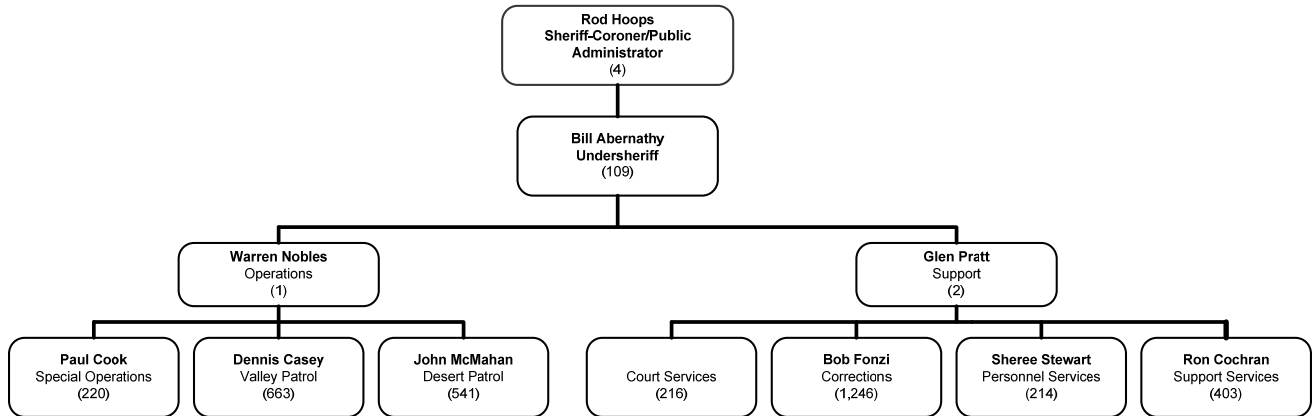 Rod Hoops
Sheriff-Coroner/Public
Administrator
(4)
Bill Abernathy
Undersheriff
(109)
Warren Nobles
Operations
(1)
Glen Pratt
Support
(2)
Paul Cook
Special Operations
(220)
Dennis Casey
Valley Patrol
(663)
John McMahan
Desert Patrol
(541)
Court Services
(216)
Bob Fonzi
Corrections
(1,246)
Sheree Stewart
Personnel Services
(214)
Ron Cochran
Support Services
(403)